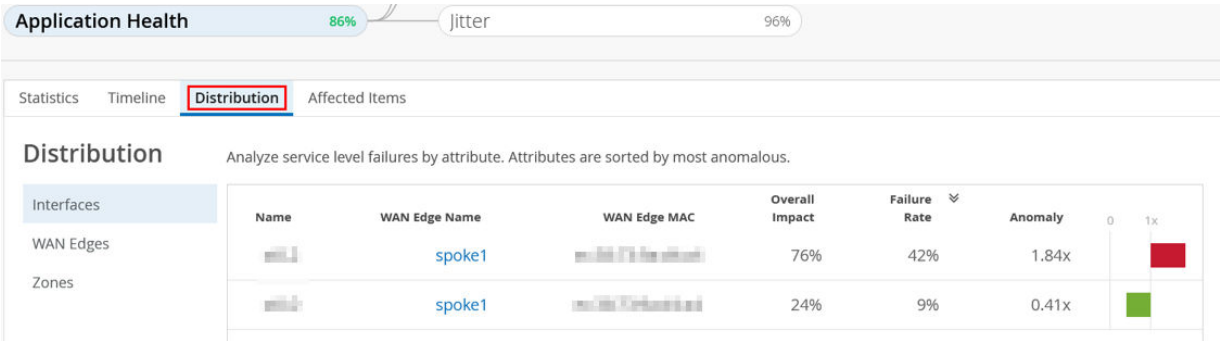 Application Health 86% Jitter 96%
Statistics Timeline Distribution Affected Items
Distribution
Analyze service level failures by attribute. Attributes are sorted by most anomalous.
Interfaces
WAN Edges
Zones
Name WAN Edge Name WAN Edge MAC Overall Impact Failure Rate Anomaly 0 1x
spoke1 76% 42% 1.84x
spoke1 24% 9% 0.41x